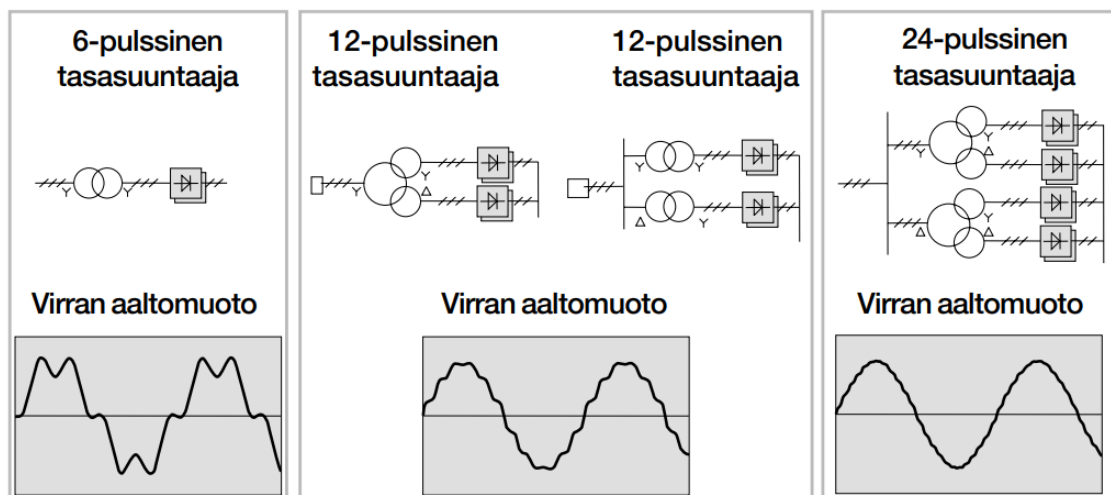 6-pulssinen
tasasuuntaaja
12-pulssinen
tasasuuntaaja
12-pulssinen
tasasuuntaaja
24-pulssinen
tasasuuntaaja
Y
Y
Y
Δ
Y
Y
Δ
Y
Y
Y
Δ
Δ
Y
Δ
Virran aaltomuoto
Virran aaltomuoto
Virran aaltomuoto